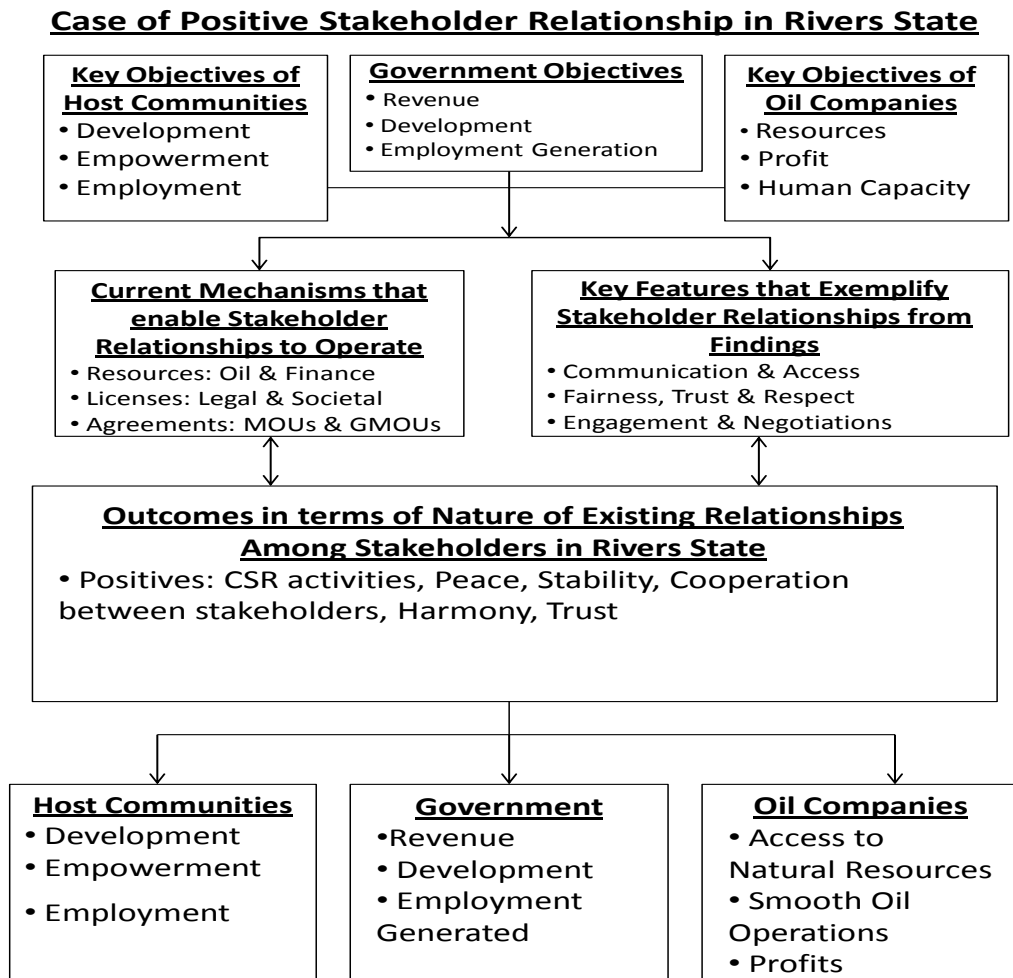 Case of Positive Stakeholder Relationship in Rivers State
Key Objectives of
Host Communities
• Development
• Empowerment
• Employment
Government Objectives
• Revenue
• Development
• Employment Generation
Key Objectives of
Oil Companies
• Resources
• Profit
• Human Capacity
Current Mechanisms that
enable Stakeholder
Relationships to Operate
• Resources: Oil & Finance
• Licenses: Legal & Societal
• Agreements: MOUs & GMOUs
Key Features that Exemplify
Stakeholder Relationships from
Findings
• Communication & Access
• Fairness, Trust & Respect
• Engagement & Negotiations
Outcomes in terms of Nature of Existing Relationships
Among Stakeholders in Rivers State
• Positives: CSR activities, Peace, Stability, Cooperation
between stakeholders, Harmony, Trust
Host Communities
• Development
• Empowerment
• Employment
Government
•Revenue
• Development
• Employment
Generated
Oil Companies
• Access to
Natural Resources
• Smooth Oil
Operations
• Profits